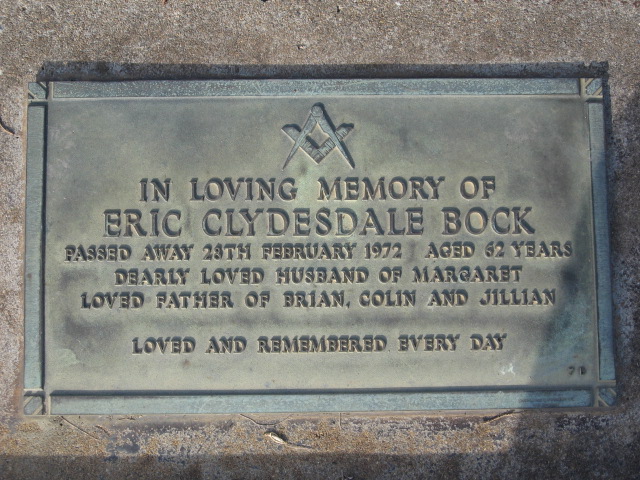 IN LOVING MEMORY OF
ERIC CLYDESDALE BOCK
PASSED AWAY 28TH FEBRUARY 1972 AGED 62 YEARS
DEARLY LOVED HUSBAND OF MARGARET
LOVED FATHER OF BRIAN, COLIN AND JILLIAN
LOVED AND REMEMBERED EVERY DAY